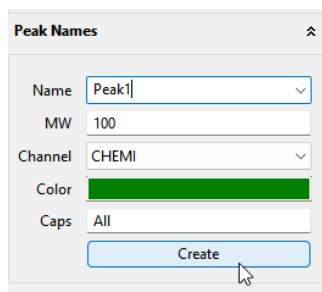 Peak Names
Name Peak1
MW 100
Channel CHEMI
Color
Caps All
Create